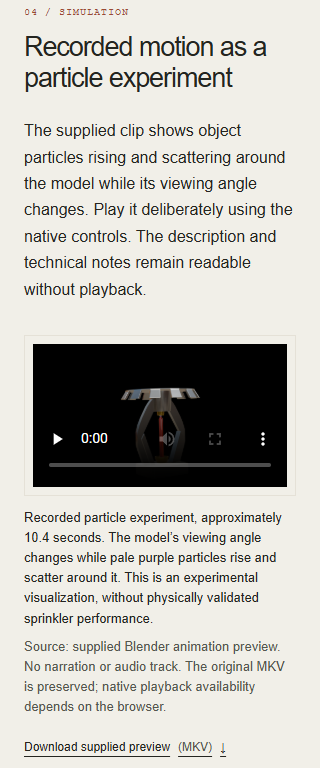 04 / SIMULATION
Recorded motion as a
particle experiment
The supplied clip shows object
particles rising and scattering around
the model while its viewing angle
changes. Play it deliberately using the
native controls. The description and
technical notes remain readable
without playback.
0:00
Recorded particle experiment, approximately
10.4 seconds. The model’s viewing angle
changes while pale purple particles rise and
scatter around it. This is an experimental
visualization, without physically validated
sprinkler performance.
Source: supplied Blender animation preview.
No narration or audio track. The original MKV
is preserved; native playback availability
depends on the browser.
Download supplied preview (MKV) ↓